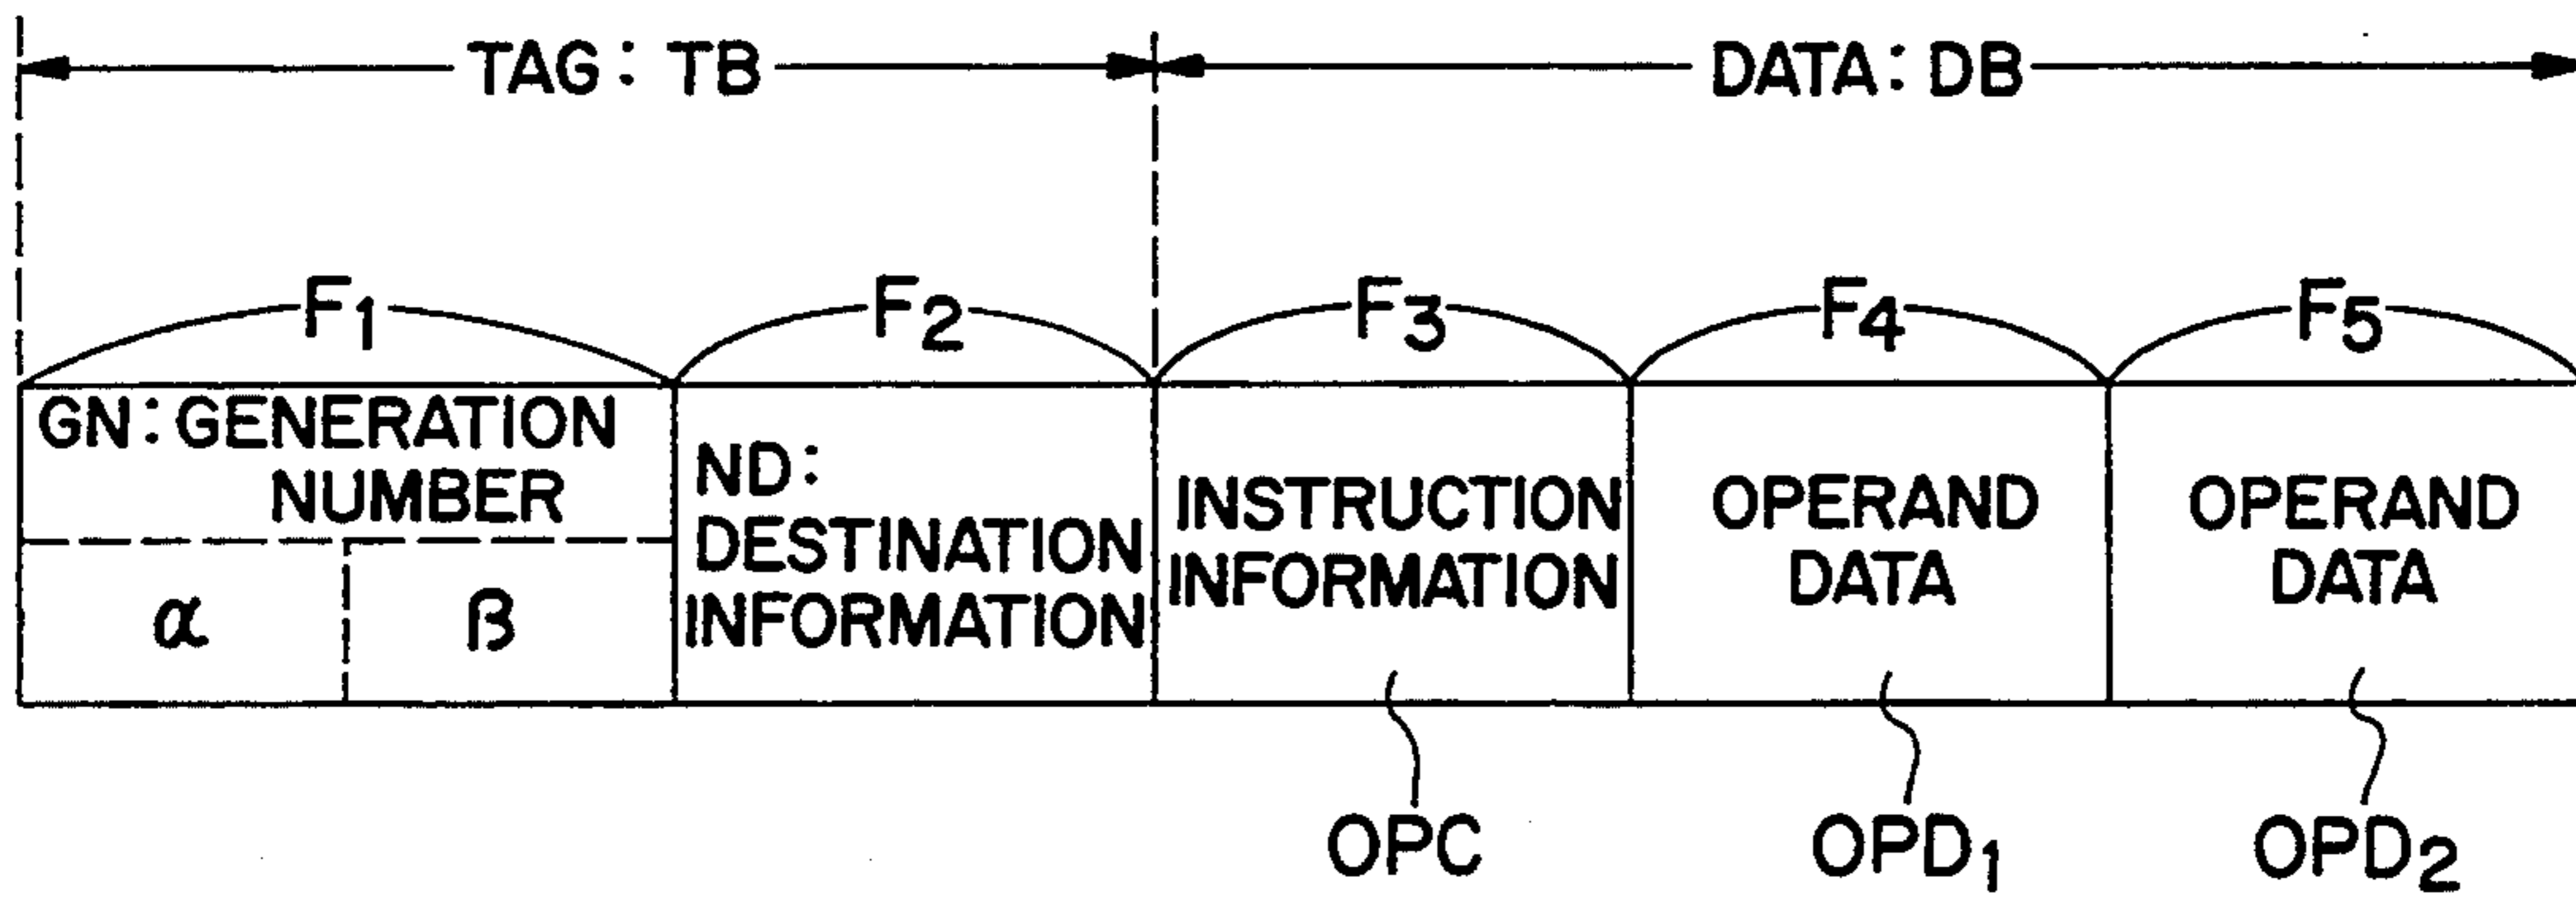 TAG: TB
DATA: DB
F1
F2
F3
F4
F5
GN: GENERATION
NUMBER
α
β
ND:
DESTINATION
INFORMATION
INSTRUCTION
INFORMATION
OPERAND
DATA
OPERAND
DATA
OPC
OPD1
OPD2